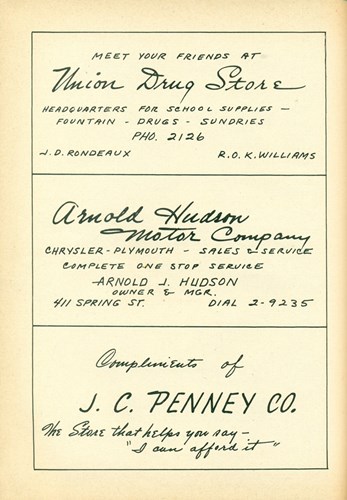 MEET YOUR FRIENDS AT
Union Drug Store
HEADQUARTERS FOR SCHOOL SUPPLIES -
FOUNTAIN - DRUGS - SUNDRIES
PHO. 2126
J. D. RONDEAUX R. O. K. WILLIAMS
Arnold Hudson
Motor Company
CHRYSLER - PLYMOUTH - SALES & SERVICE
COMPLETE ONE STOP SERVICE
ARNOLD J. HUDSON
OWNER & MGR.
411 SPRING ST. DIAL 2-9235
Compliments of
J. C. PENNEY CO.
The Store that helps you say -
"I can afford it"